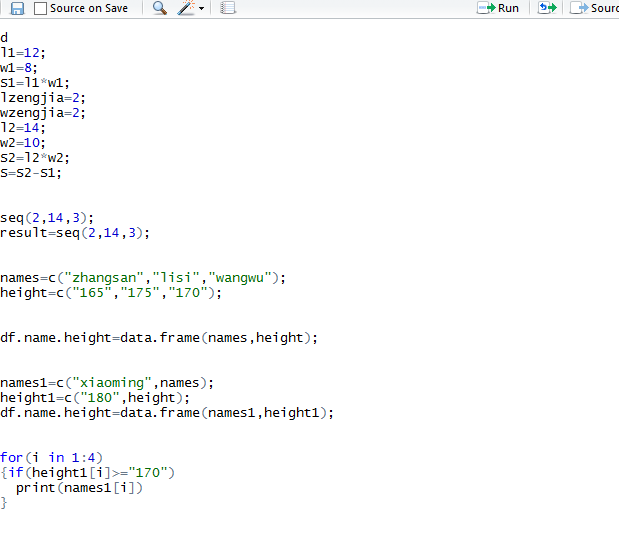 Source on Save Run Sourc
d
l1=12;
w1=8;
s1=l1*w1;
lzengjia=2;
wzengjia=2;
l2=14;
w2=10;
s2=l2*w2;
s=s2-s1;
seq(2,14,3);
result=seq(2,14,3);
names=c("zhangsan","lisi","wangwu");
height=c("165","175","170");
df.name.height=data.frame(names,height);
names1=c("xiaoming",names);
height1=c("180",height);
df.name.height=data.frame(names1,height1);
for(i in 1:4)
{if(height1[i]>="170")
print(names1[i])
}